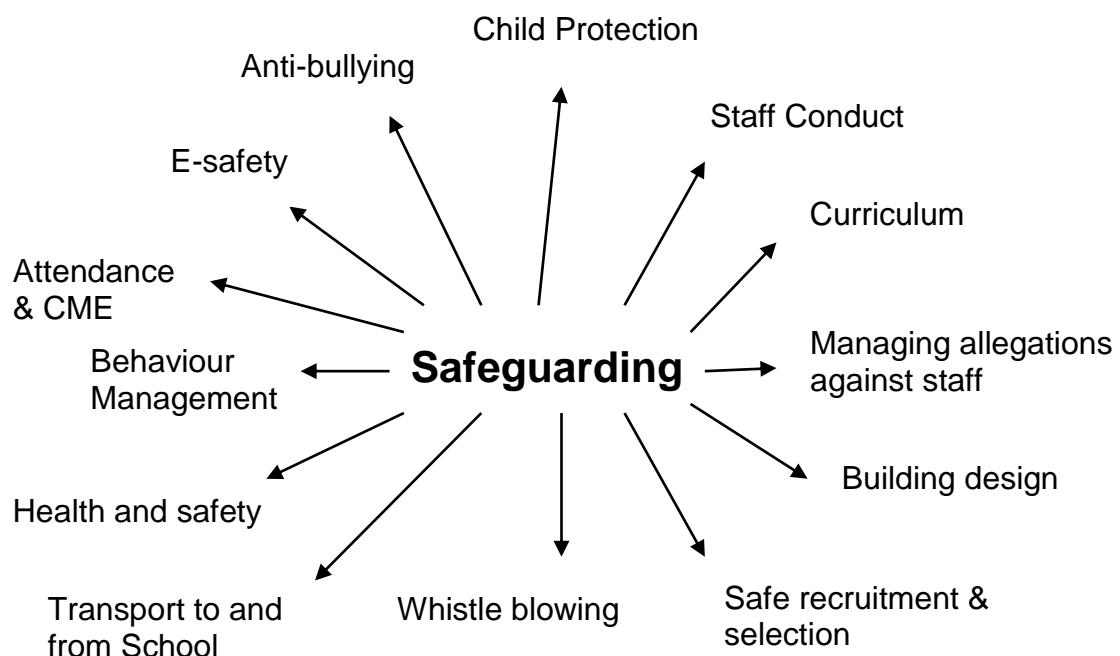 Child Protection
Anti-bullying
Staff Conduct
E-safety
Curriculum
Attendance
& CME
Behaviour
Management
Safeguarding
Managing allegations
against staff
Building design
Health and safety
Transport to and
from School
Whistle blowing
Safe recruitment &
selection